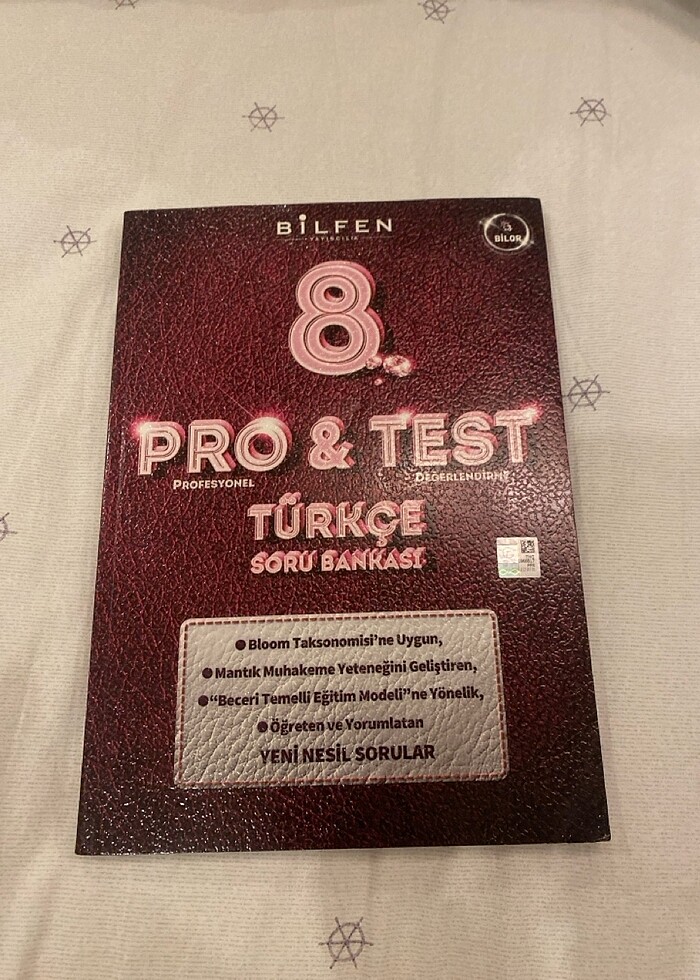 BİLFEN
YAYINCILIK
3
BİLOR
8.
PRO & TEST
PROFESYONEL DEĞERLENDİRME
TÜRKÇE
SORU BANKASI
● Bloom Taksonomisi'ne Uygun,
● Mantık Muhakeme Yeteneğini Geliştiren,
● “Beceri Temelli Eğitim Modeli”ne Yönelik,
● Öğreten ve Yorumlatan
YENİ NESİL SORULAR